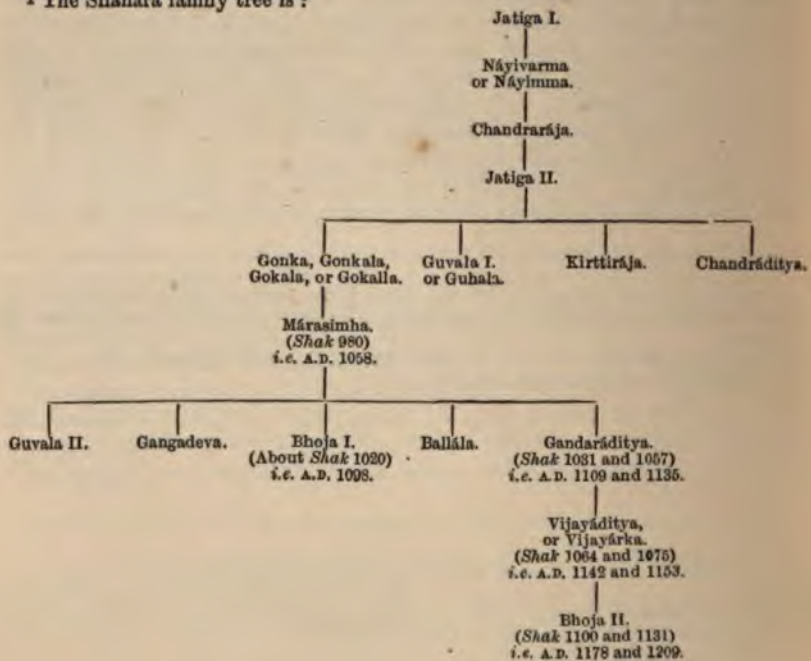 The Silahára family tree is :
Jatiga I.
Náyivarma
or Náyimma.
Chandrarája.
Jatiga II.
Gonka, Gonkala,
Gokala, or Gokalla.
Guvala I.
or Guhala.
Kirttirája.
Chandráditya.
Márasimha.
(Shak 980)
i.e. A.D. 1058.
Guvala II.
Gangadeva.
Bhoja I.
(About Shak 1020)
i.e. A.D. 1098.
Ballála.
Gandaráditya.
(Shak 1031 and 1057)
i.e. A.D. 1109 and 1135.
Vijayáditya,
or Vijayárka.
(Shak 1064 and 1075)
i.e. A.D. 1142 and 1153.
Bhoja II.
(Shak 1100 and 1131)
i.e. A.D. 1178 and 1209.